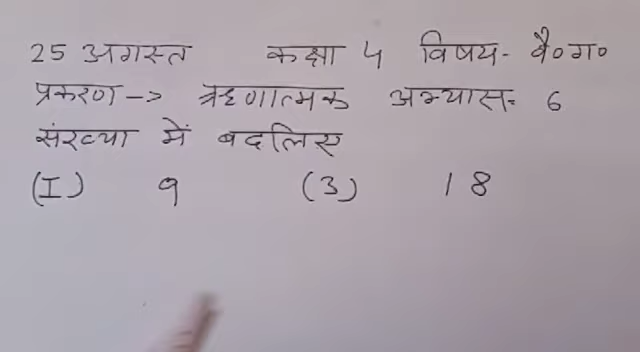 25 अगस्त कक्षा 4 विषय- वै०ग०
प्रकरण-> ऋणात्मक अभ्यास= 6
संख्या में बदलिए
(I) 9 (3) 18